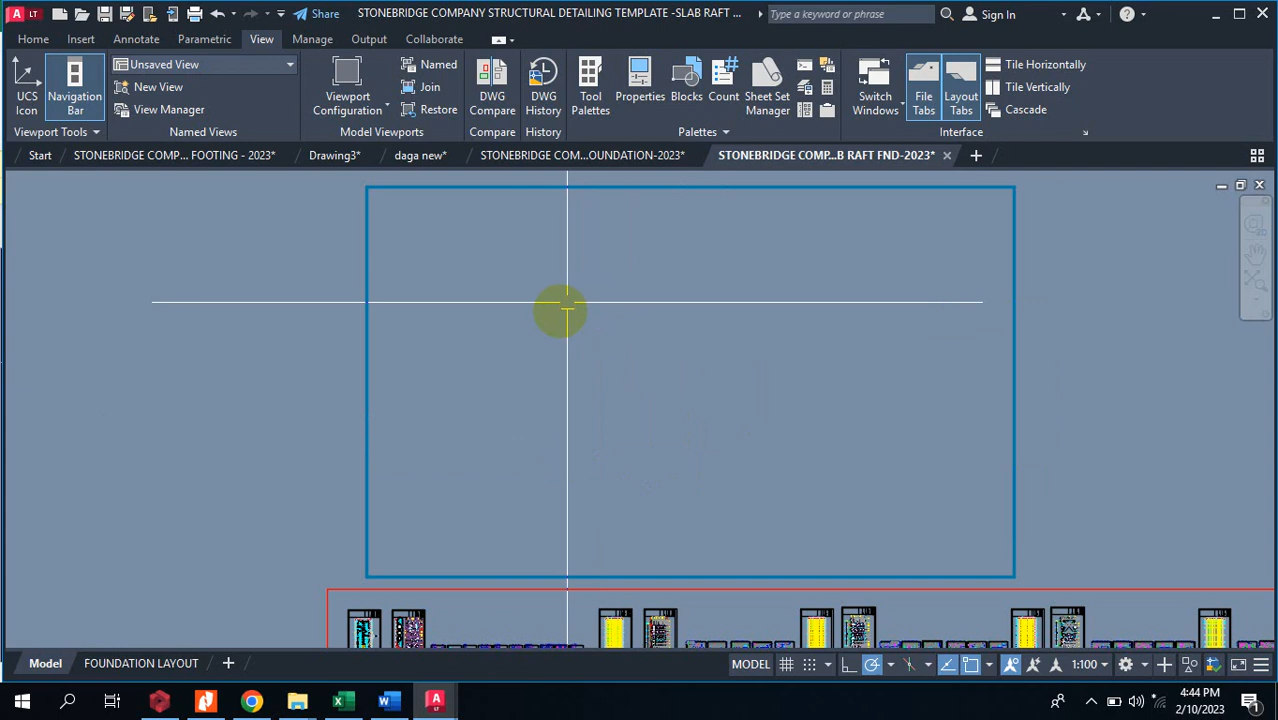 A LT
Share
STONEBRIDGE COMPANY STRUCTURAL DETAILING TEMPLATE -SLAB RAFT ...
Type a keyword or phrase
Sign In
Home Insert Annotate Parametric View Manage Output Collaborate
UCS Icon
Navigation Bar
Viewport Tools
Unsaved View
New View
View Manager
Named Views
Viewport Configuration
Named
Join
Restore
Model Viewports
DWG Compare
Compare
DWG History
History
Tool Palettes
Properties
Blocks
Count
Sheet Set Manager
Palettes
Switch Windows
File Tabs
Layout Tabs
Tile Horizontally
Tile Vertically
Cascade
Interface
Start
STONEBRIDGE COMP... FOOTING - 2023*
Drawing3*
daga new*
STONEBRIDGE COM...OUNDATION-2023*
STONEBRIDGE COMP...B RAFT FND-2023*
Model
FOUNDATION LAYOUT
MODEL
1:100
4:44 PM
2/10/2023
1